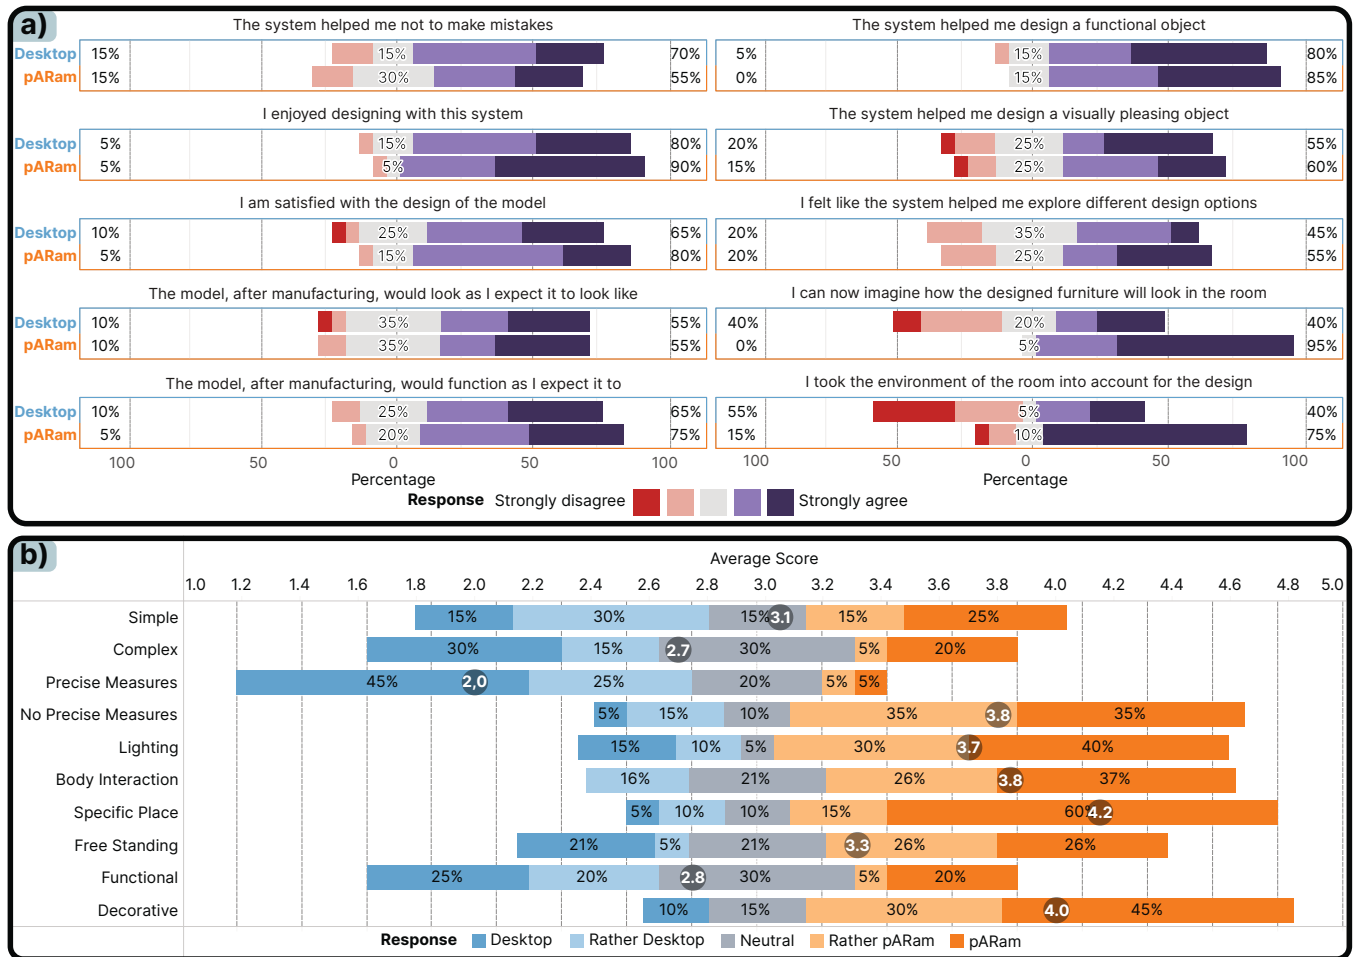 a)
The system helped me not to make mistakes
Desktop 15% 15% 70%
pARam 15% 30% 55%
The system helped me design a functional object
5% 15% 80%
0% 15% 85%
I enjoyed designing with this system
Desktop 5% 15% 80%
pARam 5% 5% 90%
The system helped me design a visually pleasing object
20% 25% 55%
15% 25% 60%
I am satisfied with the design of the model
Desktop 10% 25% 65%
pARam 5% 15% 80%
I felt like the system helped me explore different design options
20% 35% 45%
20% 25% 55%
The model, after manufacturing, would look as I expect it to look like
Desktop 10% 35% 55%
pARam 10% 35% 55%
I can now imagine how the designed furniture will look in the room
40% 20% 40%
0% 5% 95%
The model, after manufacturing, would function as I expect it to
Desktop 10% 25% 65%
pARam 5% 20% 75%
I took the environment of the room into account for the design
55% 5% 40%
15% 10% 75%
100 50 0 50 100
Percentage
100 50 0 50 100
Percentage
Response Strongly disagree Strongly agree
b)
Average Score
1.0 1.2 1.4 1.6 1.8 2.0 2.2 2.4 2.6 2.8 3.0 3.2 3.4 3.6 3.8 4.0 4.2 4.4 4.6 4.8 5.0
Simple 15% 30% 15% 3.1 15% 25%
Complex 30% 15% 2.7 30% 5% 20%
Precise Measures 45% 2,0 25% 20% 5% 5%
No Precise Measures 5% 15% 10% 35% 3.8 35%
Lighting 15% 10% 5% 30% 3.7 40%
Body Interaction 16% 21% 26% 3.8 37%
Specific Place 5% 10% 10% 15% 60% 4.2
Free Standing 21% 5% 21% 3.3 26% 26%
Functional 25% 20% 2.8 30% 5% 20%
Decorative 10% 15% 30% 4.0 45%
Response Desktop Rather Desktop Neutral Rather pARam pARam